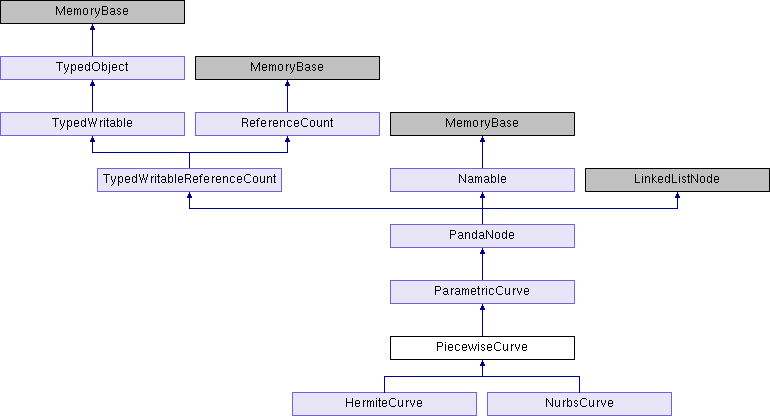 MemoryBase
TypedObject
MemoryBase
TypedWritable
ReferenceCount
MemoryBase
TypedWritableReferenceCount
Namable
LinkedListNode
PandaNode
ParametricCurve
PiecewiseCurve
HermiteCurve
NurbsCurve